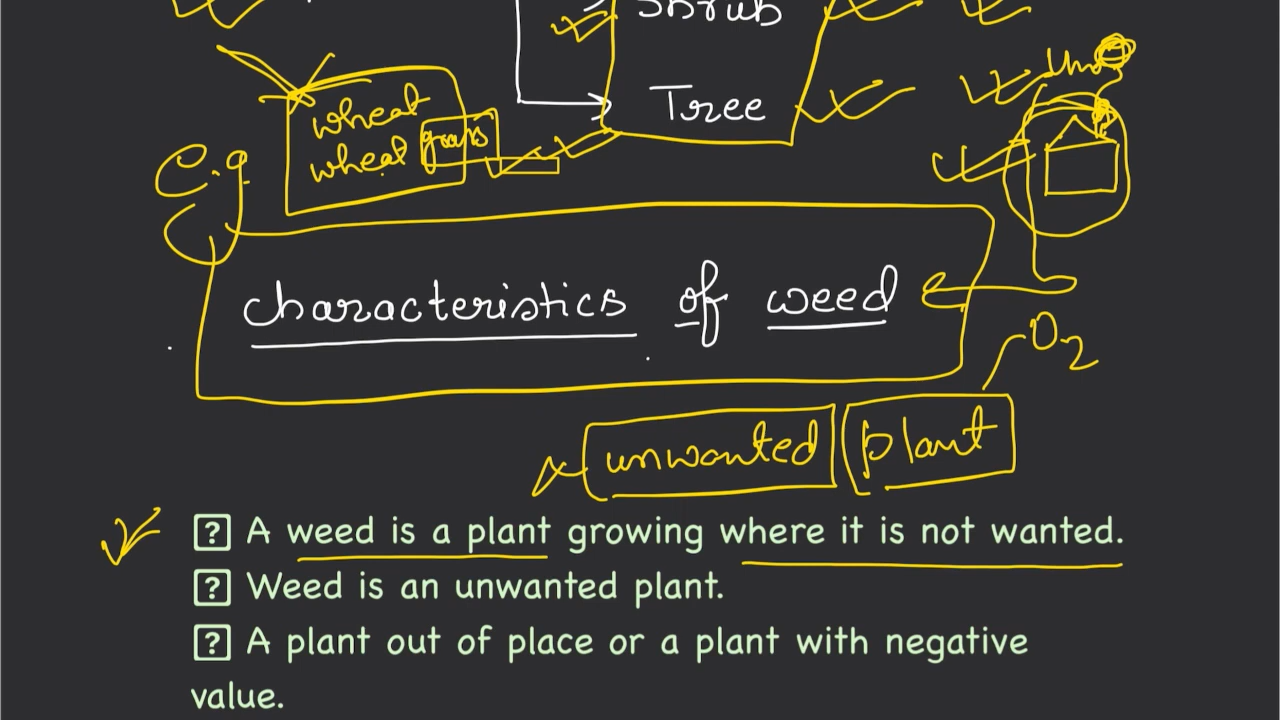 Shrub
Tree
wheat
wheat grass
E.g
characteristics of weed
O2
unwanted plant
A weed is a plant growing where it is not wanted.
Weed is an unwanted plant.
A plant out of place or a plant with negative
value.